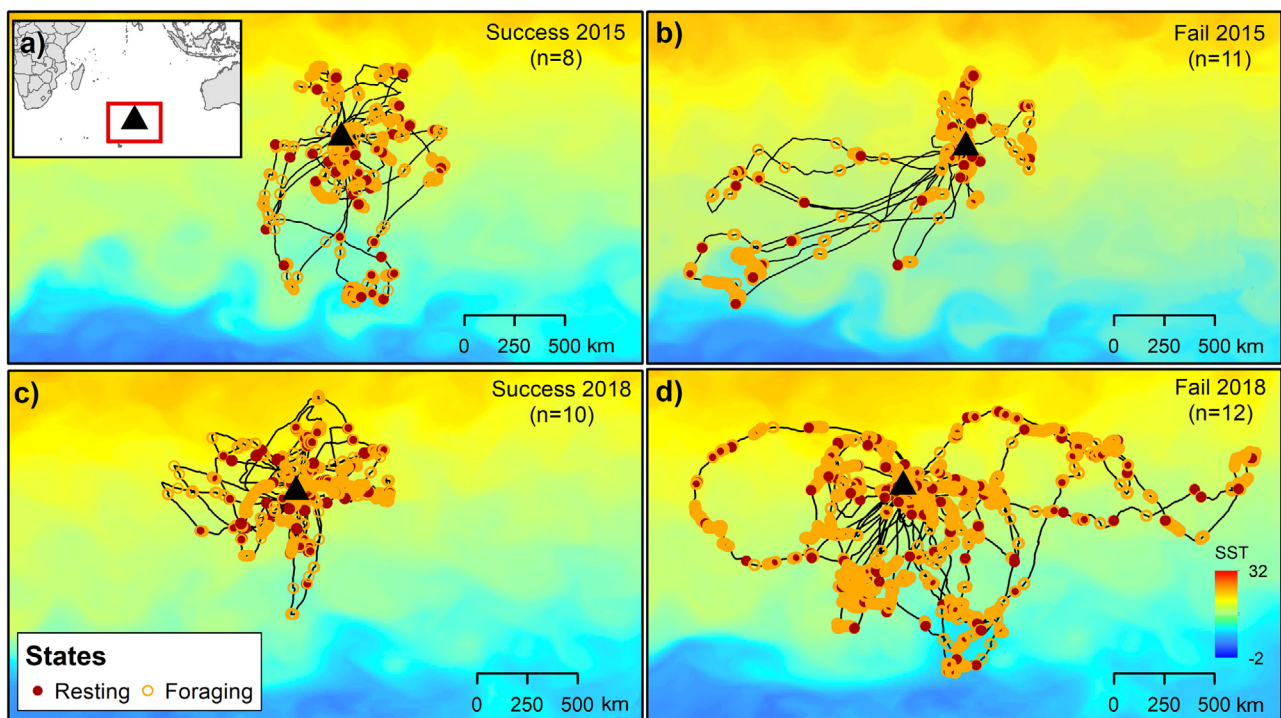 a)
Success 2015
(n=8)
0 250 500 km
b)
Fail 2015
(n=11)
0 250 500 km
c)
Success 2018
(n=10)
States
Resting Foraging
0 250 500 km
d)
Fail 2018
(n=12)
SST
32
-2
0 250 500 km